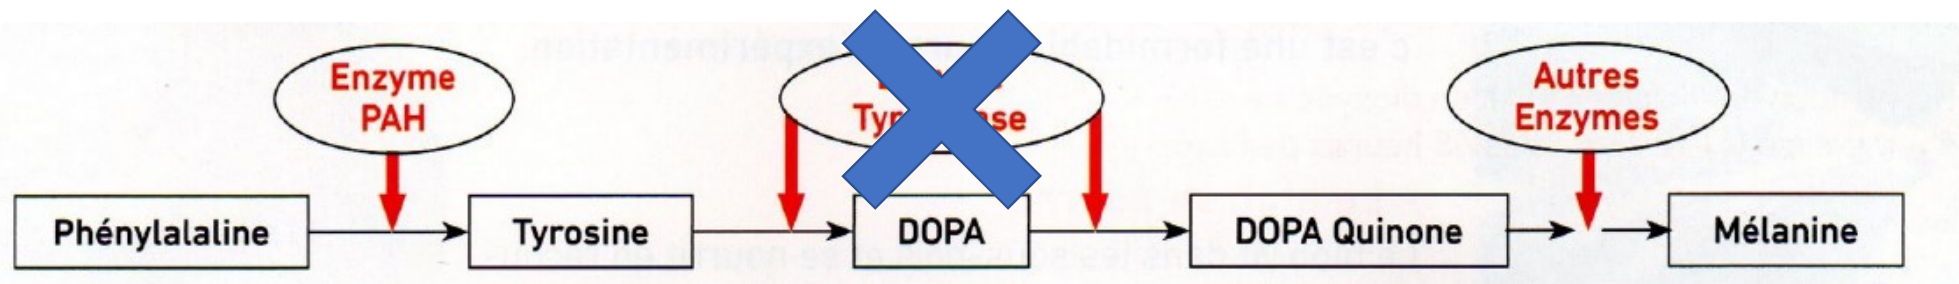 Enzyme
PAH
Autres
Enzymes
Phénylalaline
Tyrosine
DOPA
DOPA Quinone
Mélanine